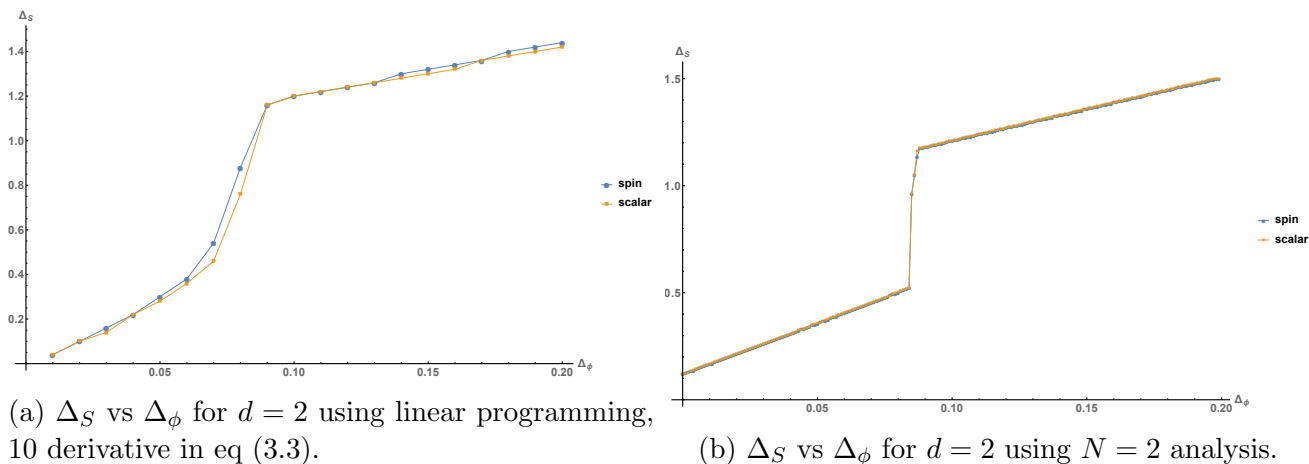 Δ_S
1.4
1.2
1.0
0.8
0.6
0.4
0.2
0.05
0.10
0.15
0.20
Δ_ϕ
spin
scalar
(a) Δ_S vs Δ_ϕ for d = 2 using linear programming,
10 derivative in eq (3.3).
Δ_S
1.5
1.0
0.5
0.05
0.10
0.15
0.20
Δ_ϕ
spin
scalar
(b) Δ_S vs Δ_ϕ for d = 2 using N = 2 analysis.